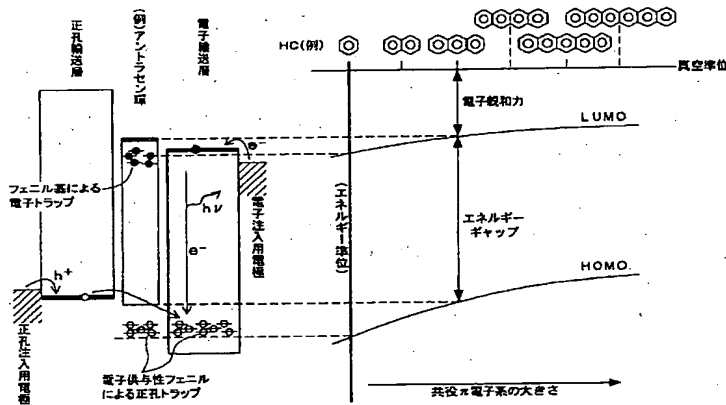 正孔輸送層
(例)アントラセン環
電子輸送層
HC(例)
真空準位
電子親和力
LUMO
e⁻
フェニル基による
電子トラップ
hν
e⁻
電子注入用電極
(エネルギー準位)
エネルギー
ギャップ
h⁺
HOMO.
正孔注入用電極
電子供与性フェニル
による正孔トラップ
共役π電子系の大きさ